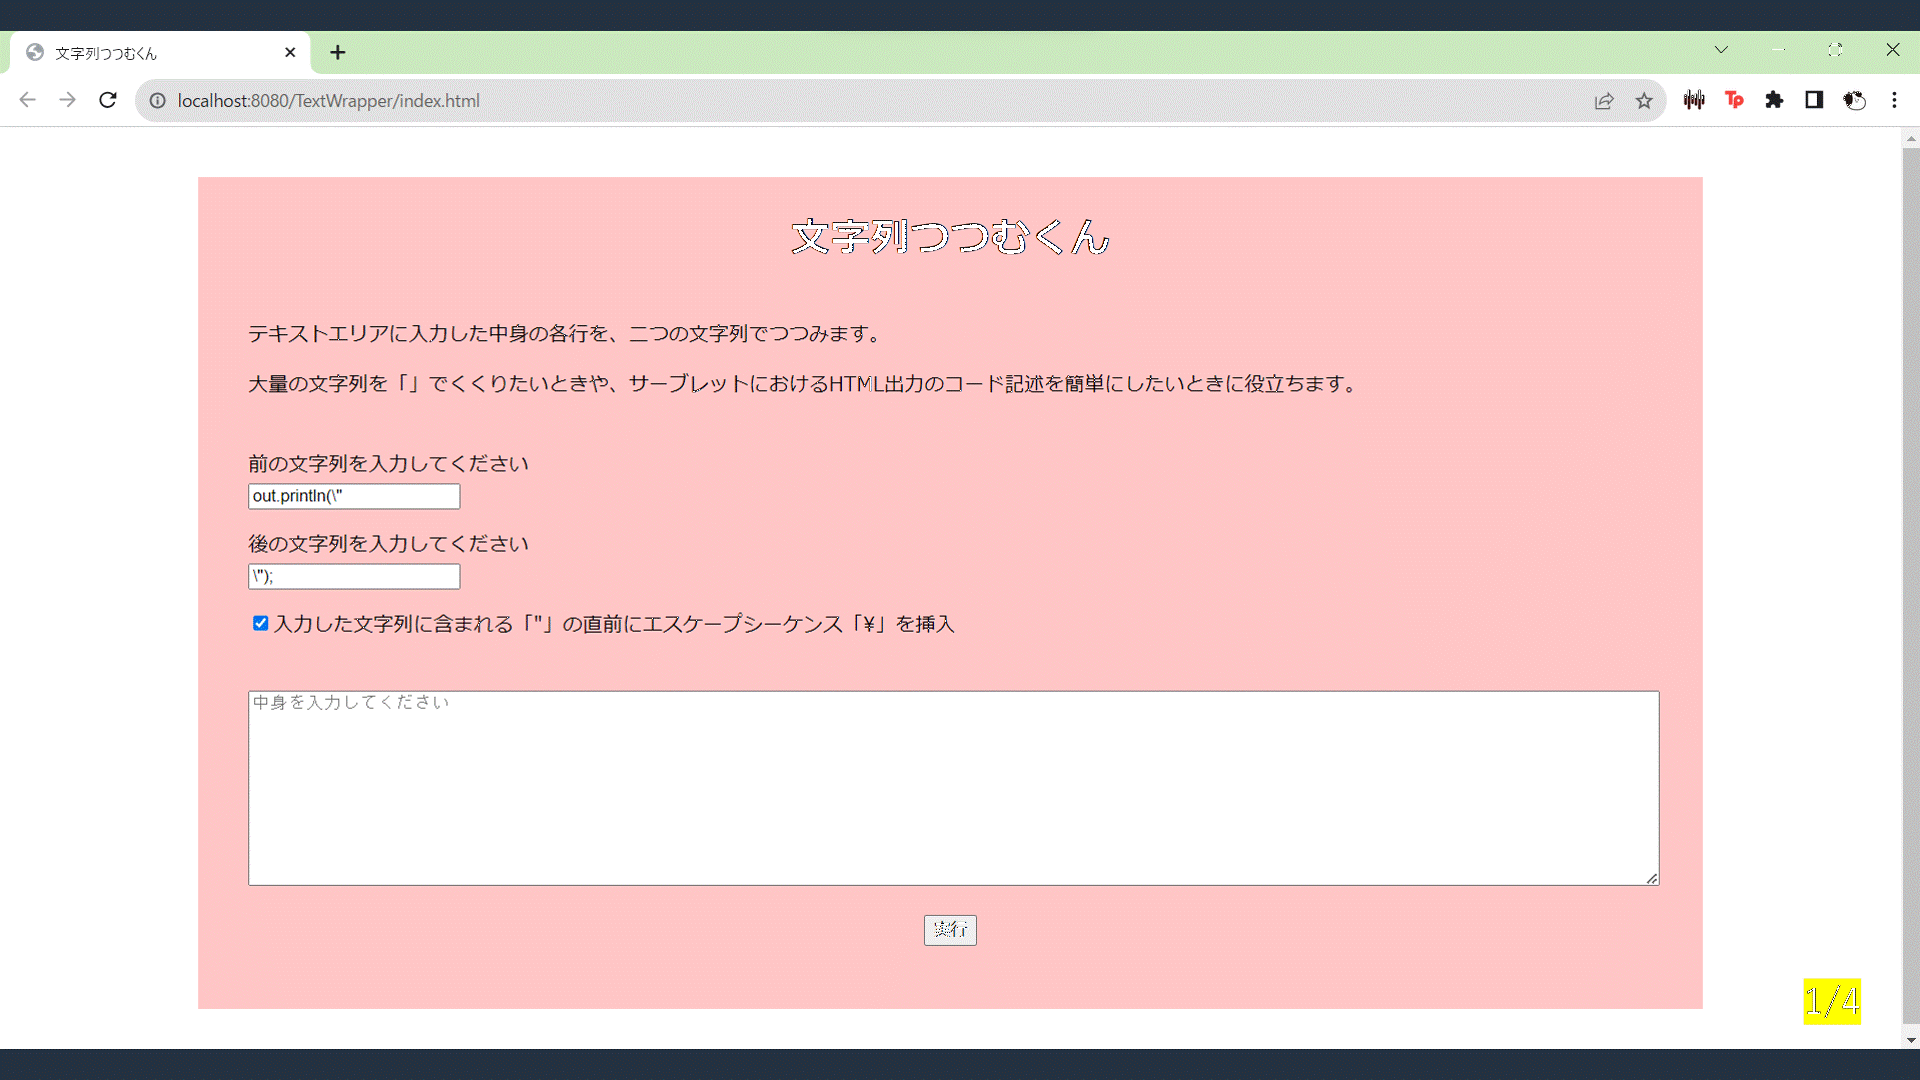 文字列つつむくん
localhost:8080/TextWrapper/index.html
Tp
文字列つつむくん
テキストエリアに入力した中身の各行を、二つの文字列でつつみます。
大量の文字列を「」でくくりたいときや、サーブレットにおけるHTML出力のコード記述を簡単にしたいときに役立ちます。
前の文字列を入力してください
out.println(\"
後の文字列を入力してください
\");
入力した文字列に含まれる「"」の直前にエスケープシーケンス「¥」を挿入
中身を入力してください
実行
1/4